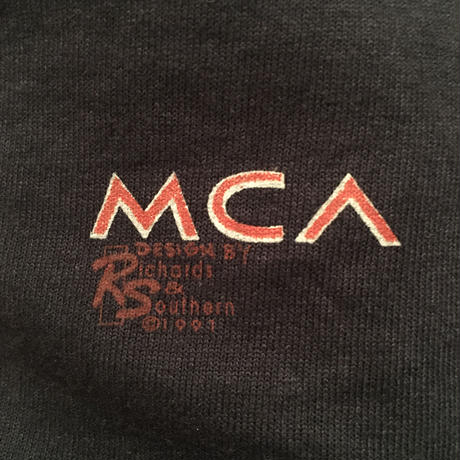 MCA
DESIGN BY
Richards
&
Southern
©1991